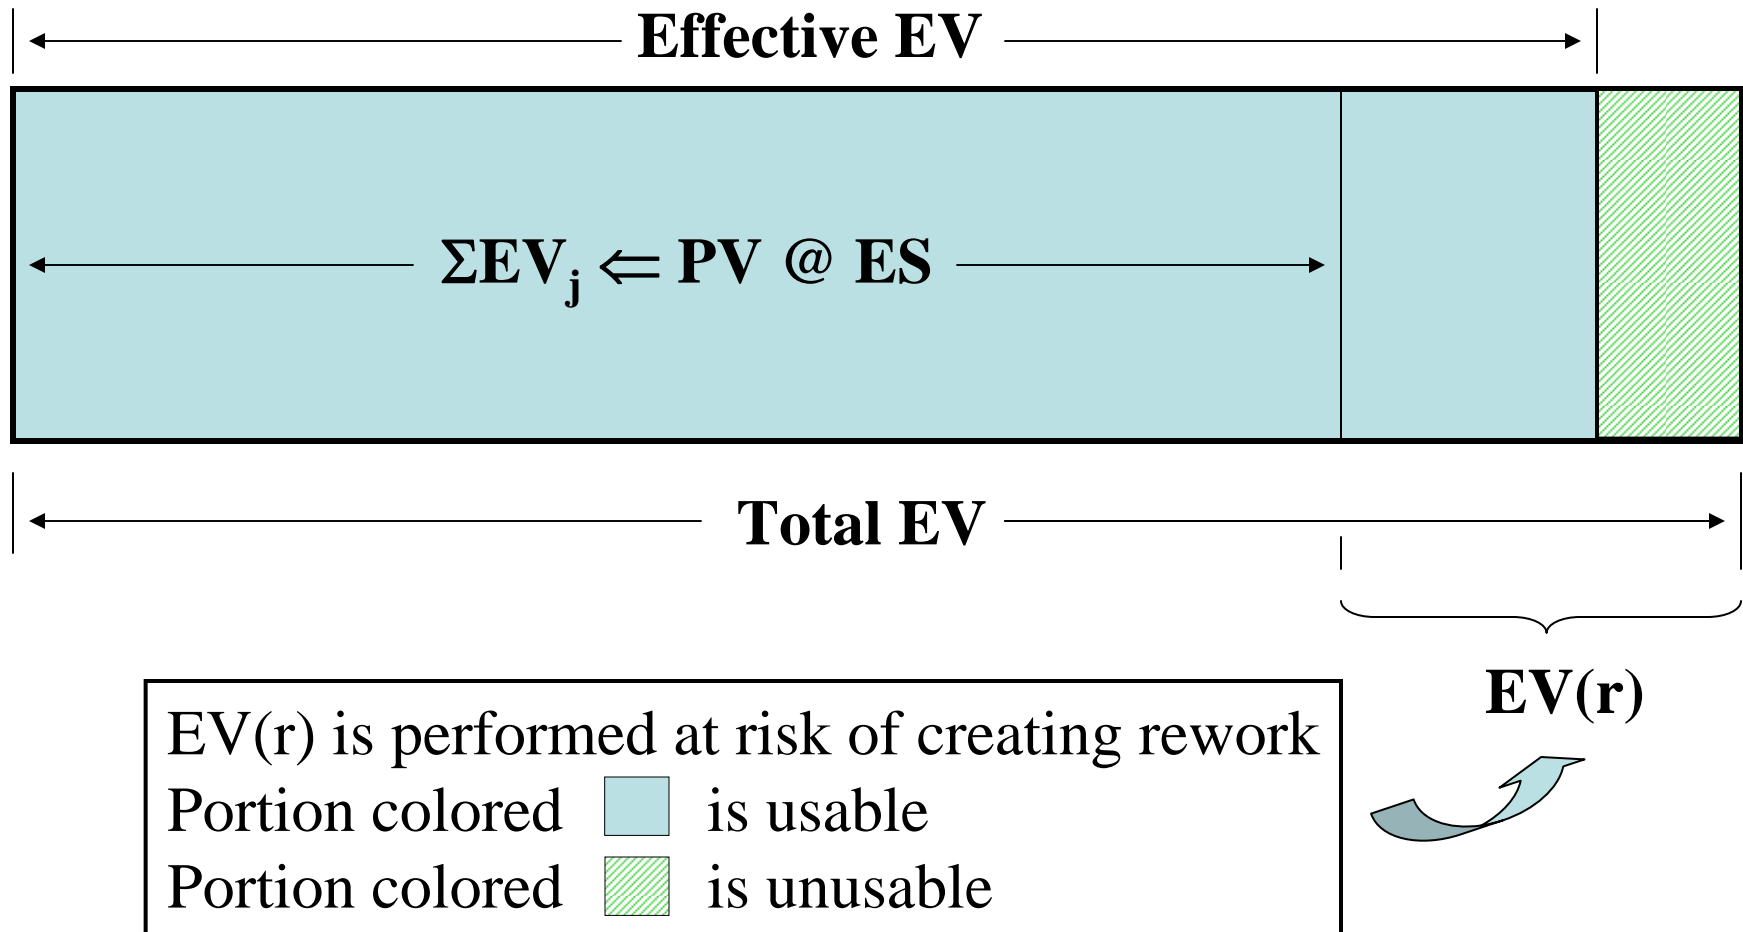 Effective EV
ΣEVj ⇐ PV @ ES
Total EV
EV(r)
EV(r) is performed at risk of creating rework
Portion colored is usable
Portion colored is unusable